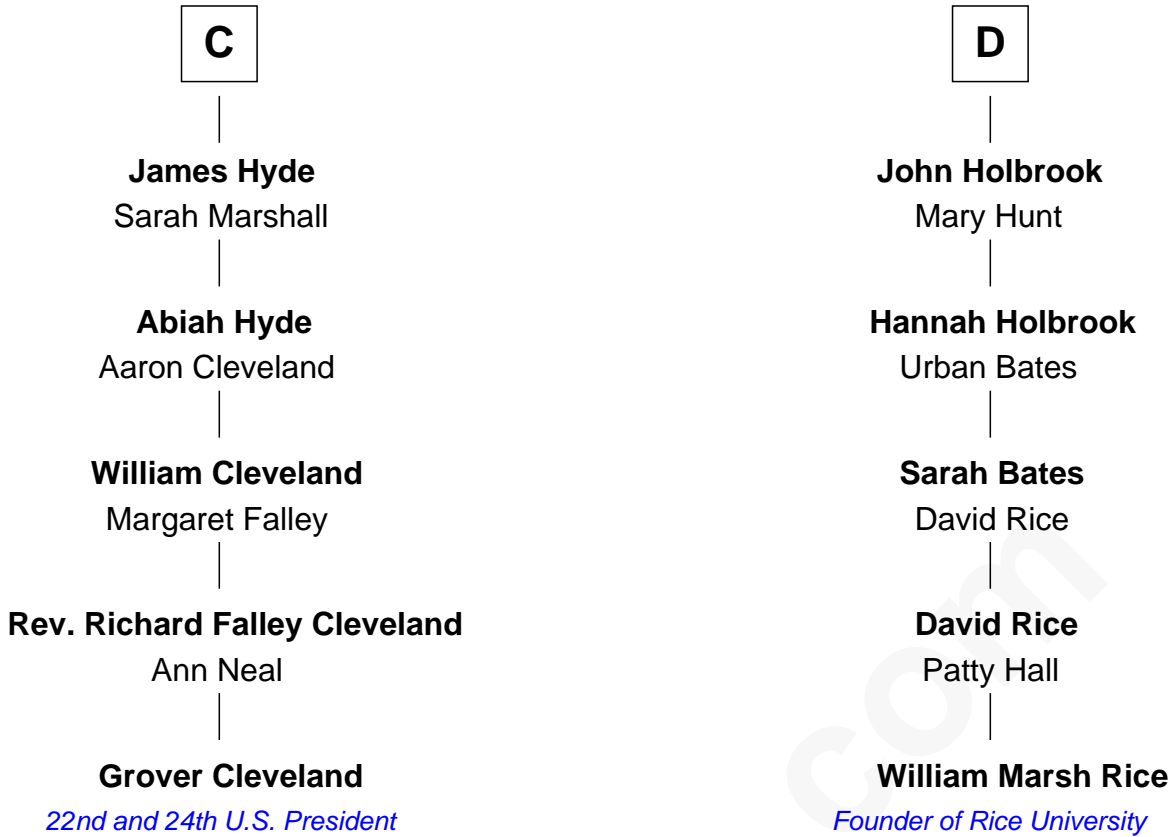 C
James Hyde
Sarah Marshall
Abiah Hyde
Aaron Cleveland
William Cleveland
Margaret Falley
Rev. Richard Falley Cleveland
Ann Neal
Grover Cleveland
22nd and 24th U.S. President
D
John Holbrook
Mary Hunt
Hannah Holbrook
Urban Bates
Sarah Bates
David Rice
David Rice
Patty Hall
William Marsh Rice
Founder of Rice University
com